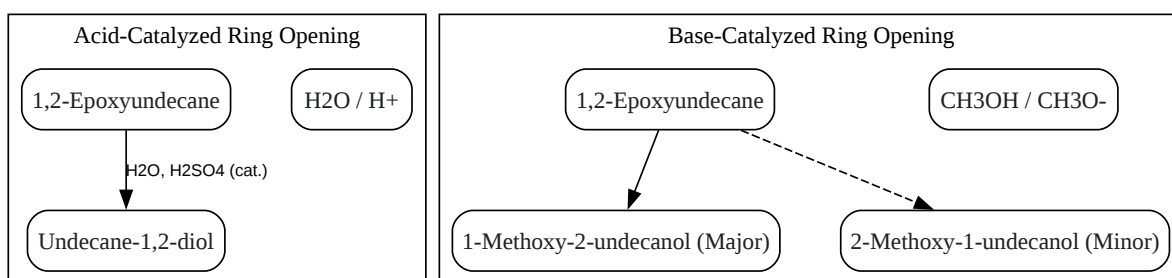 Acid-Catalyzed Ring Opening
1,2-Epoxyundecane
H2O / H+
H2O, H2SO4 (cat.)
Undecane-1,2-diol
Base-Catalyzed Ring Opening
1,2-Epoxyundecane
CH3OH / CH3O-
1-Methoxy-2-undecanol (Major)
2-Methoxy-1-undecanol (Minor)